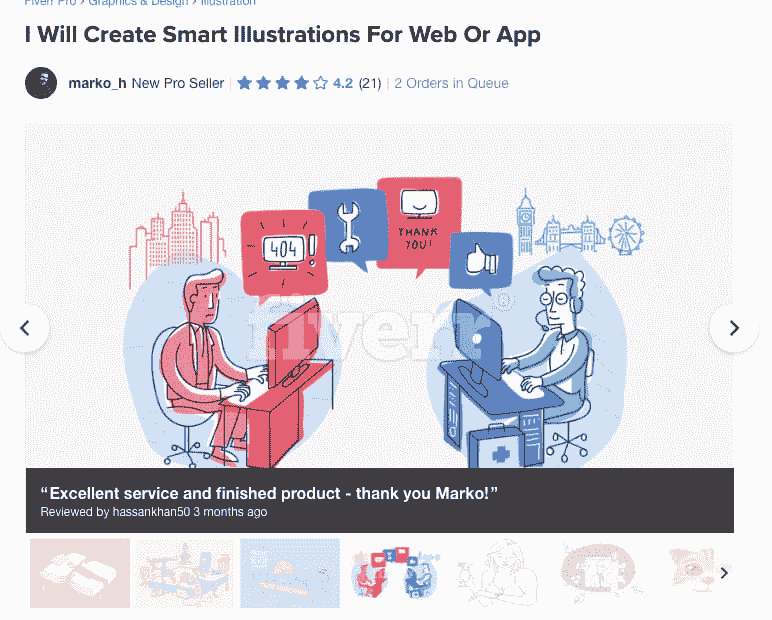 Fiverr Pro > Graphics & Design > Illustration
I Will Create Smart Illustrations For Web Or App
marko_h New Pro Seller | 4.2 (21) | 2 Orders in Queue
404!
THANK
YOU!
fiverr
“Excellent service and finished product - thank you Marko!”
Reviewed by hassankhan50 3 months ago